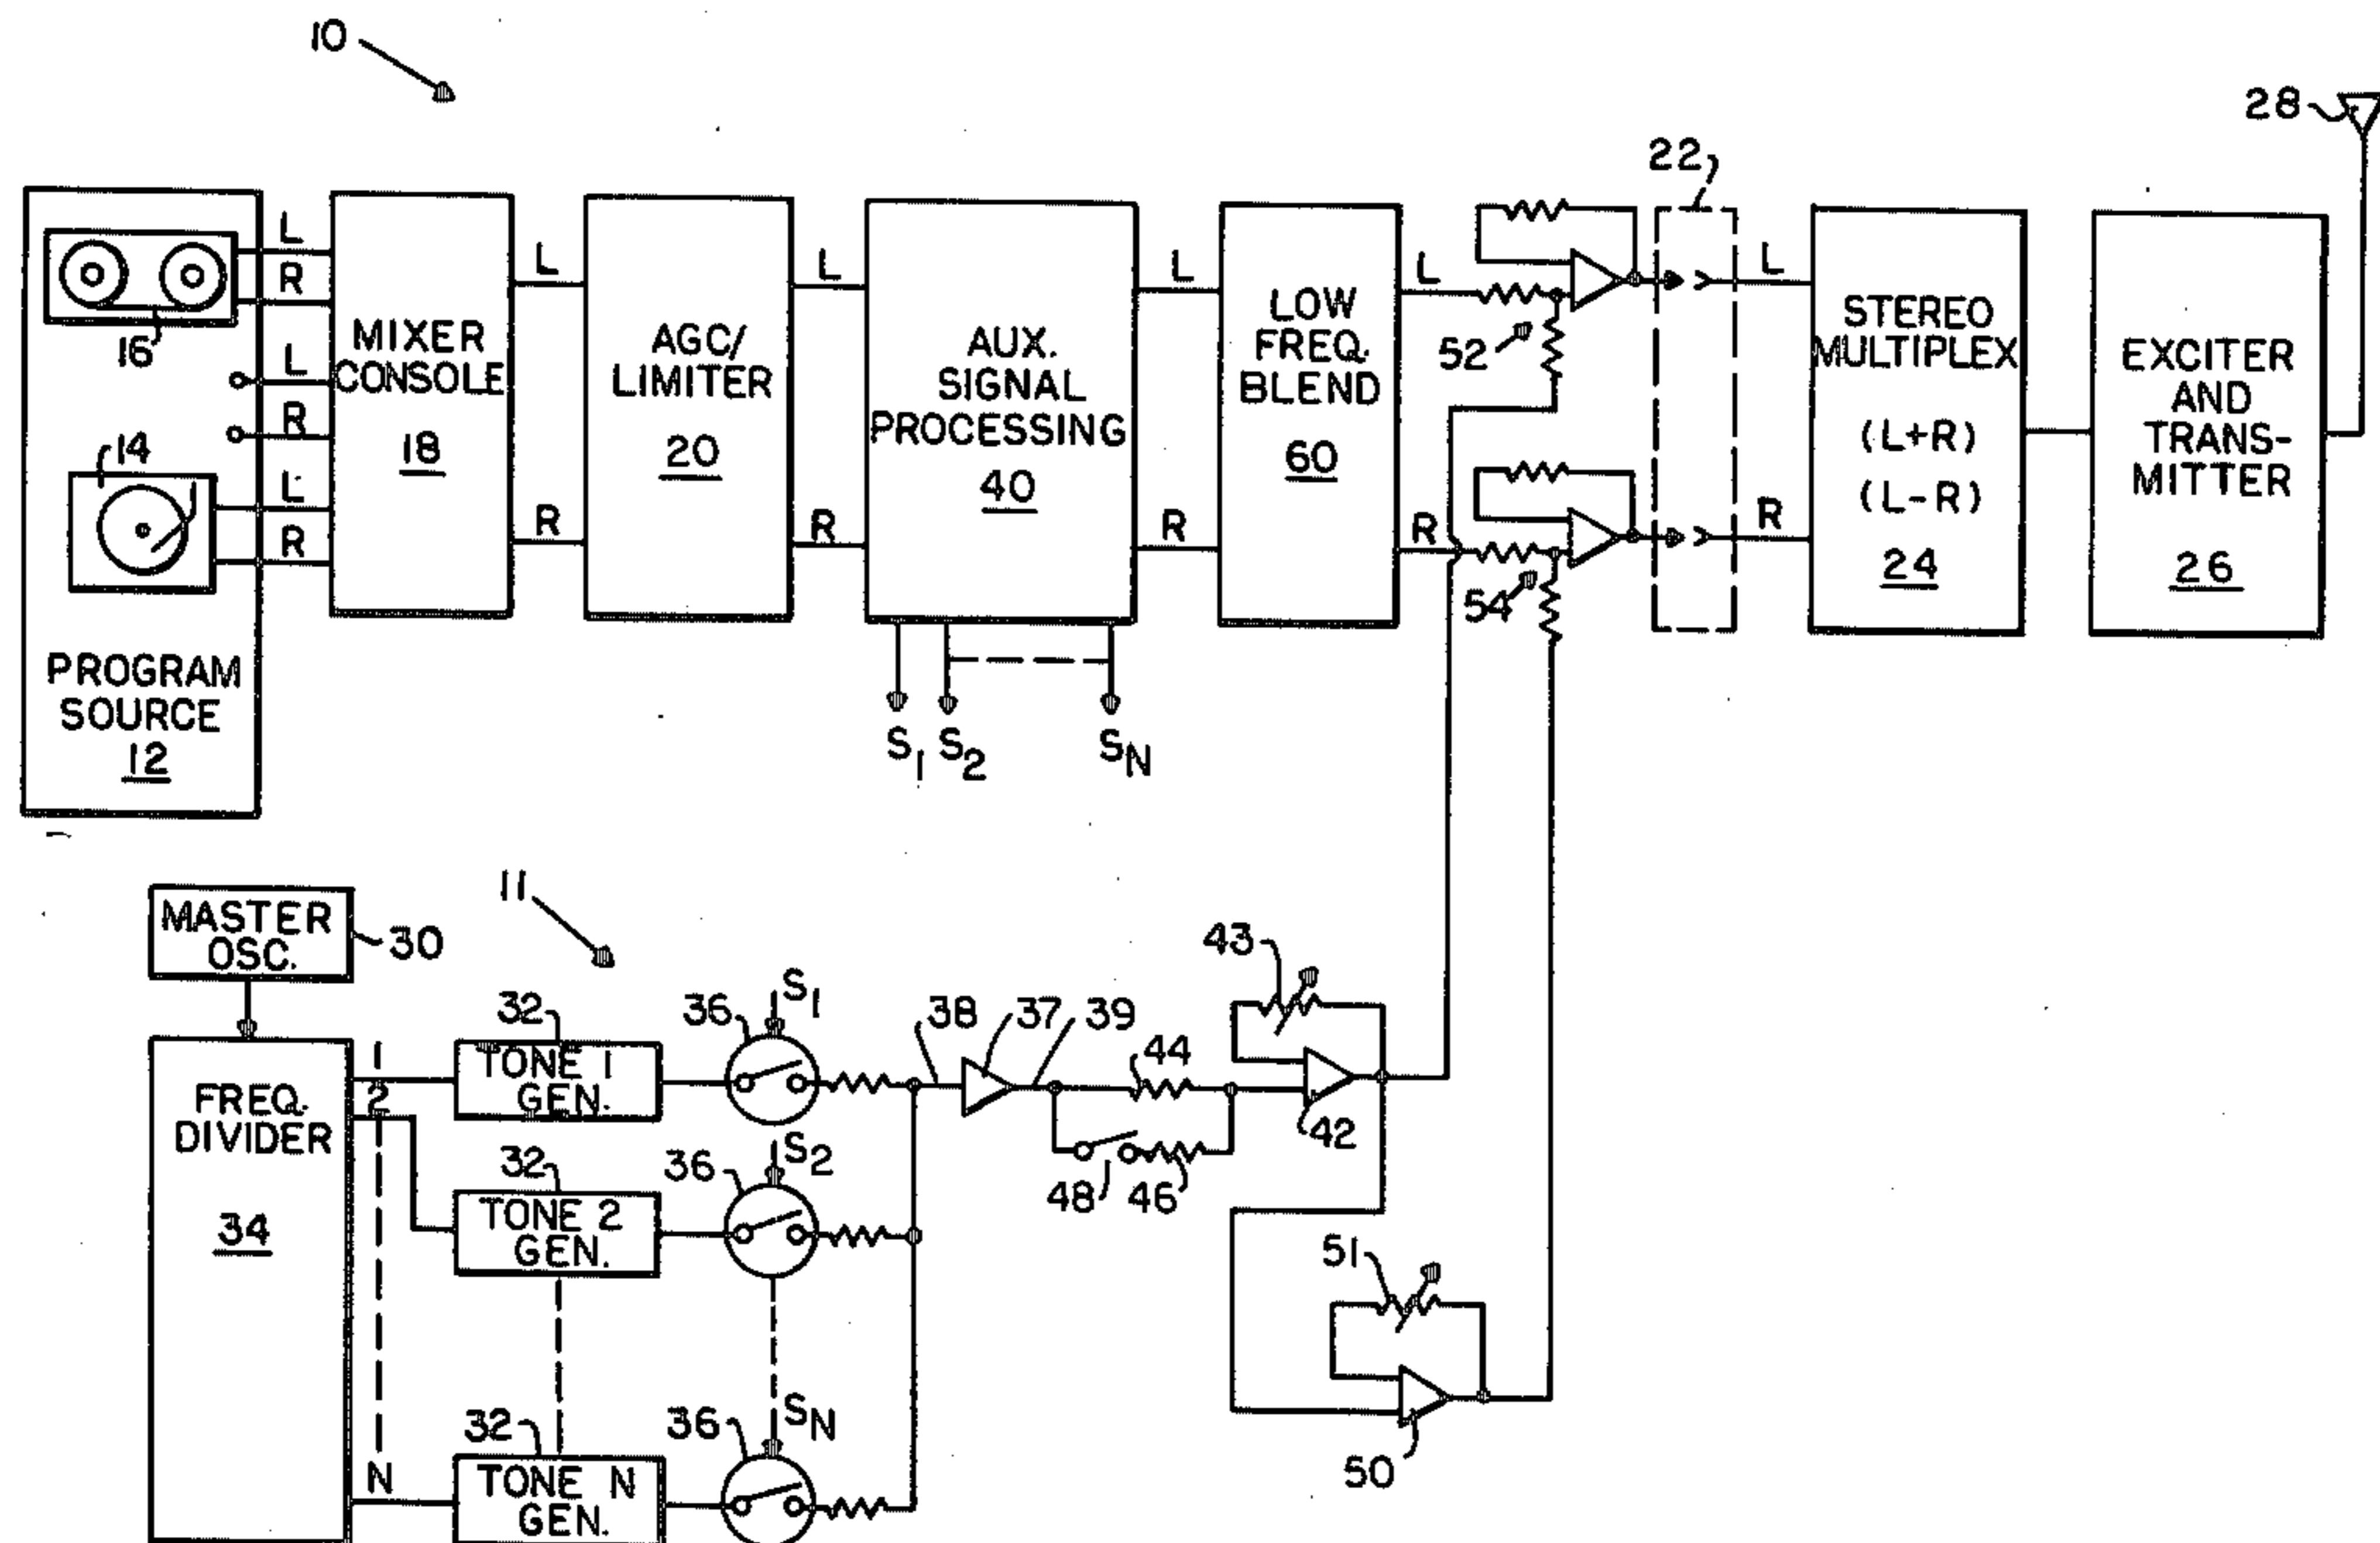 10
28
22
L
R
16
L
R
14
L
R
PROGRAM
SOURCE
12
MIXER
CONSOLE
18
L
R
AGC/
LIMITER
20
L
R
AUX.
SIGNAL
PROCESSING
40
S1 S2 SN
L
R
LOW
FREQ.
BLEND
60
L
R
52
54
L
R
STEREO
MULTIPLEX
(L+R)
(L-R)
24
EXCITER
AND
TRANS-
MITTER
26
11
MASTER
OSC.
30
FREQ.
DIVIDER
34
1
2
N
32
TONE 1
GEN.
36
S1
32
TONE 2
GEN.
36
S2
32
TONE N
GEN.
36
SN
38
37
39
44
48
46
43
42
51
50